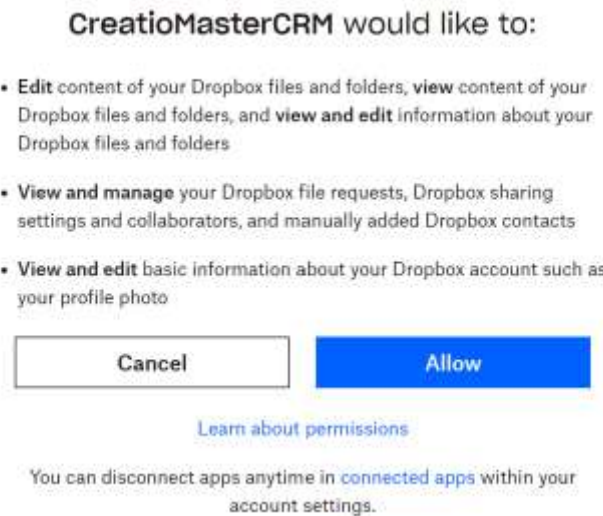 CreatioMasterCRM would like to:
• Edit content of your Dropbox files and folders, view content of your
Dropbox files and folders, and view and edit information about your
Dropbox files and folders
• View and manage your Dropbox file requests, Dropbox sharing
settings and collaborators, and manually added Dropbox contacts
• View and edit basic information about your Dropbox account such as
your profile photo
Cancel
Allow
Learn about permissions
You can disconnect apps anytime in connected apps within your
account settings.